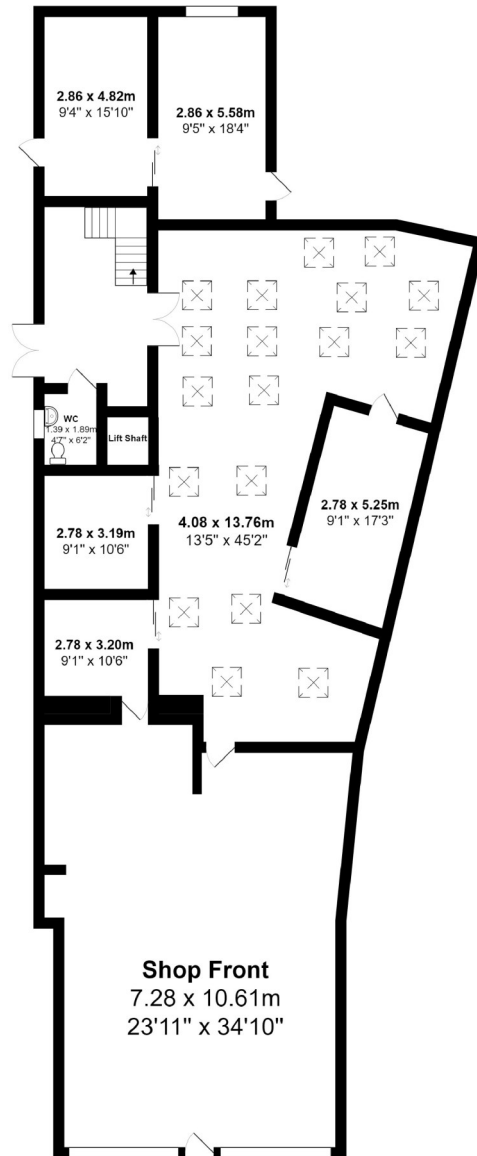 2.86 x 4.82m
9'4" x 15'10"
2.86 x 5.58m
9'5" x 18'4"
WC
1.39 x 1.89m
4'7" x 6'2"
Lift Shaft
2.78 x 3.19m
9'1" x 10'6"
4.08 x 13.76m
13'5" x 45'2"
2.78 x 5.25m
9'1" x 17'3"
2.78 x 3.20m
9'1" x 10'6"
Shop Front
7.28 x 10.61m
23'11" x 34'10"